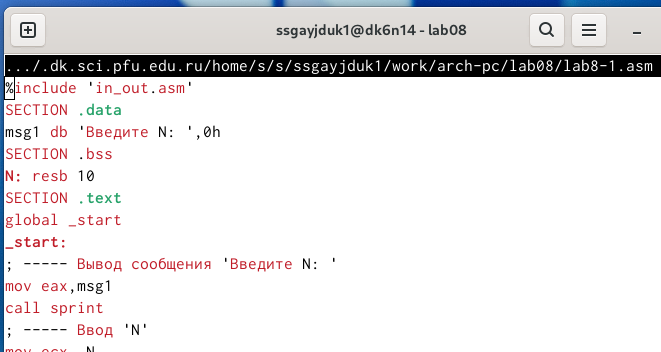 ssgayjduk1@dk6n14 - lab08
.../.dk.sci.pfu.edu.ru/home/s/s/ssgayjduk1/work/arch-pc/lab08/lab8-1.asm
%include 'in_out.asm'
SECTION .data
msg1 db 'Введите N: ',0h
SECTION .bss
N: resb 10
SECTION .text
global _start
_start:
; ----- Вывод сообщения 'Введите N: '
mov eax,msg1
call sprint
; ----- Ввод 'N'
mov ecx, N